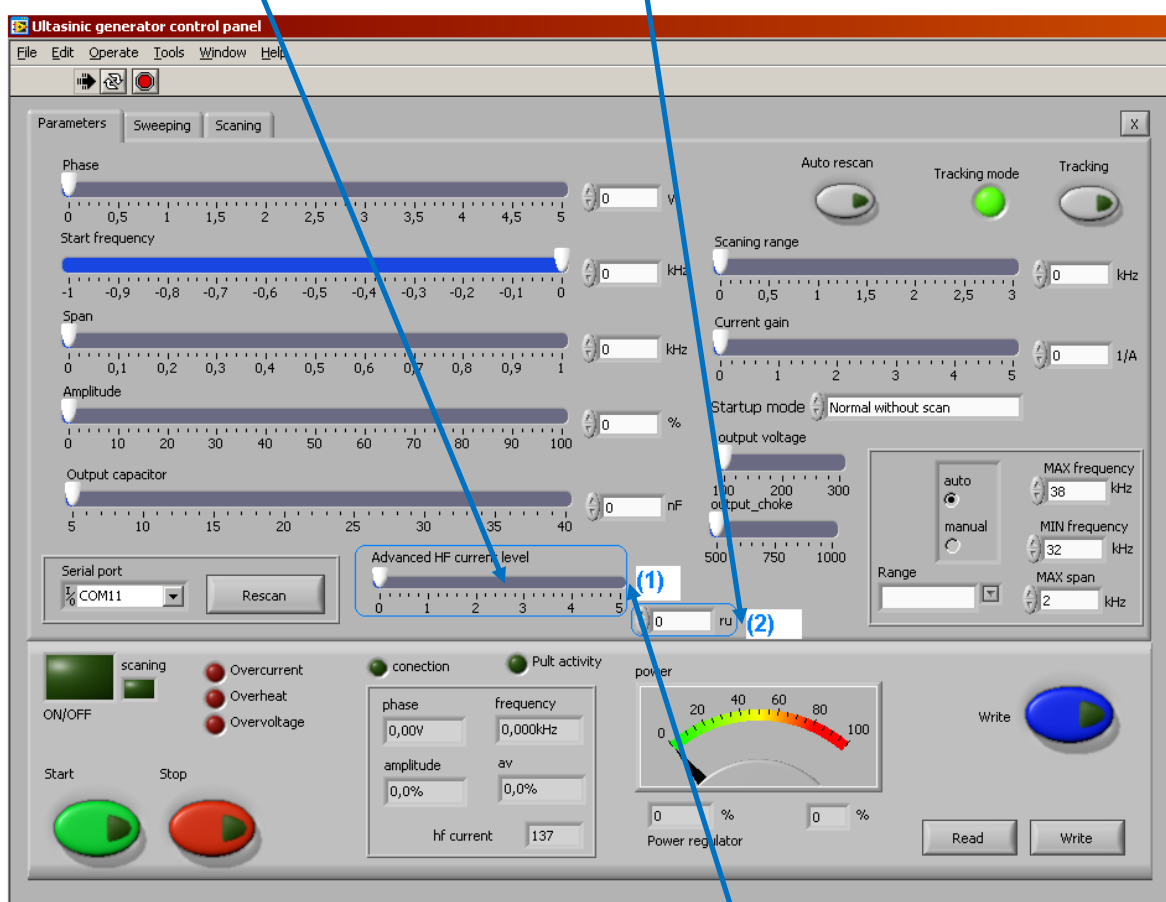 Ultasinic generator control panel
File Edit Operate Tools Window Help
Parameters Sweeping Scaning X
Phase
0 0,5 1 1,5 2 2,5 3 3,5 4 4,5 5
0
Start frequency
-1 -0,9 -0,8 -0,7 -0,6 -0,5 -0,4 -0,3 -0,2 -0,1 0
0 kHz
Span
0 0,1 0,2 0,3 0,4 0,5 0,6 0,7 0,8 0,9 1
0 kHz
Amplitude
0 10 20 30 40 50 60 70 80 90 100
0 %
Output capacitor
5 10 15 20 25 30 35 40
0 nF
Auto rescan Tracking mode Tracking
Scaning range
0 0,5 1 1,5 2 2,5 3
0 kHz
Current gain
0 1 2 3 4 5
0 1/A
Startup mode Normal without scan
output voltage
100 200 300
output_choke
500 750 1000
auto
manual
Range
MAX frequency
38 kHz
MIN frequency
32 kHz
MAX span
2 kHz
Serial port
COM11 Rescan
Advanced HF current level
0 1 2 3 4 5
(1)
0 ru (2)
scaning
ON/OFF
Overcurrent
Overheat
Overvoltage
Start Stop
conection Pult activity
phase frequency
0,00V 0,000kHz
amplitude av
0,0% 0,0%
hf current 137
power
0 20 40 60 80 100
0 % 0 %
Power regulator
Write
Read Write